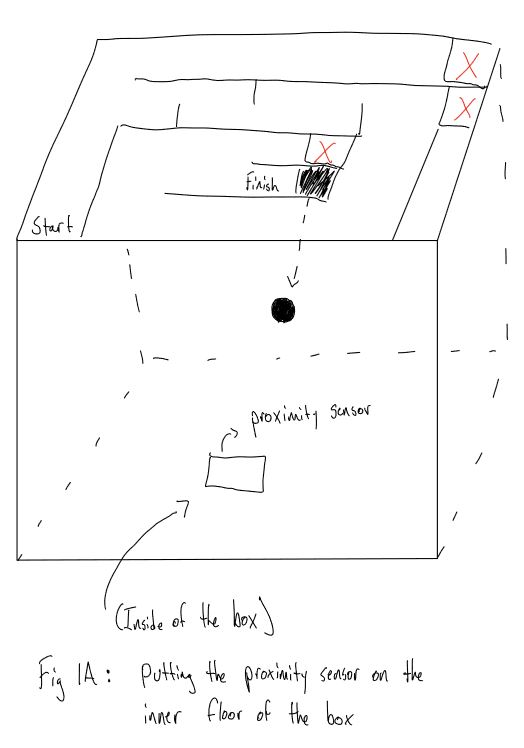 X
X
X
Finish
Start
proximity sensor
(Inside of the box)
Fig 1A: Putting the proximity sensor on the
inner floor of the box